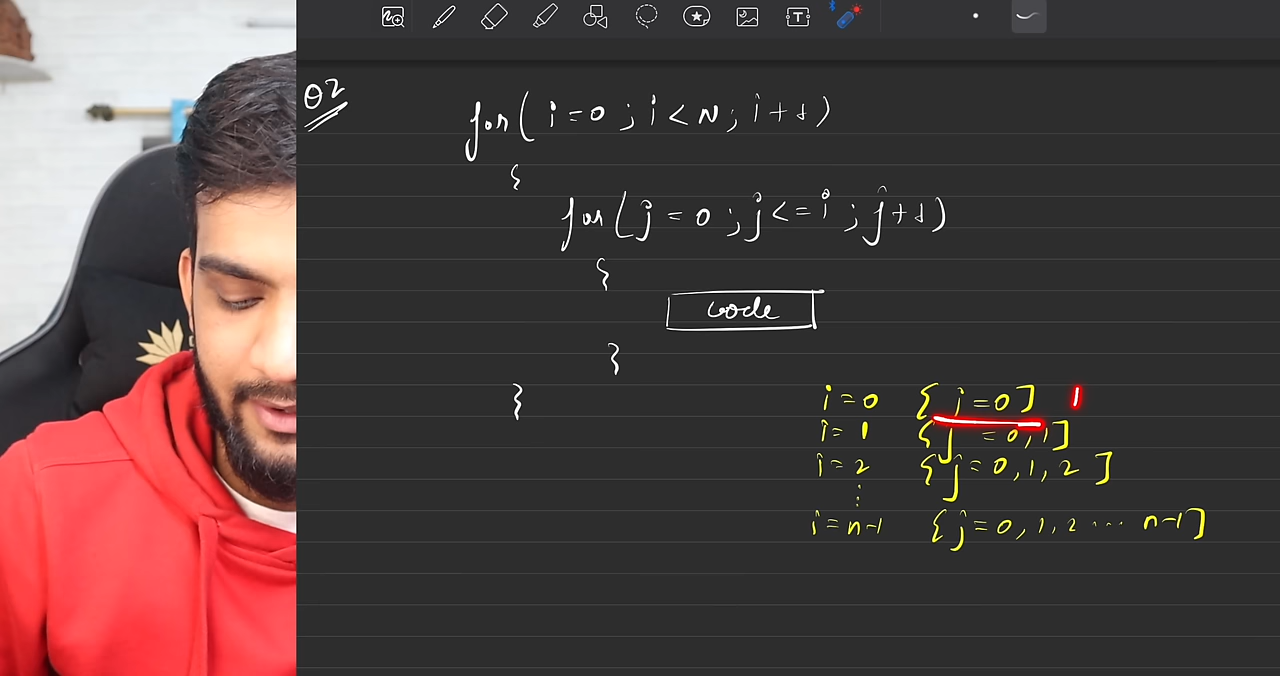 Q2
for( i=0 ; i<N; i++)
{
for(j=0 ; j<=i ; j++)
{
code
}
}
i=0 { j=0] 1
i=1 { j=0,1]
i=2 { j=0,1,2 ]
⋮
i=n-1 { j=0,1,2 ... n-1]